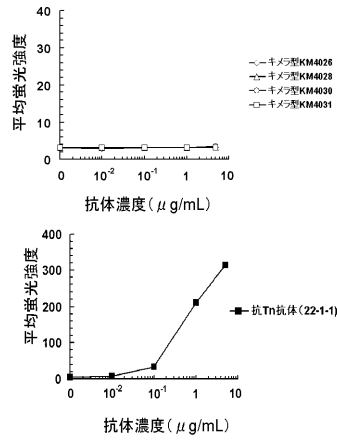 平均蛍光強度
40
30
20
10
0
0 10-2 10-1 1 10
抗体濃度(μg/mL)
キメラ型KM4026
キメラ型KM4028
キメラ型KM4030
キメラ型KM4031
平均蛍光強度
400
300
200
100
0
0 10-2 10-1 1 10
抗体濃度(μg/mL)
抗Tn抗体(22-1-1)